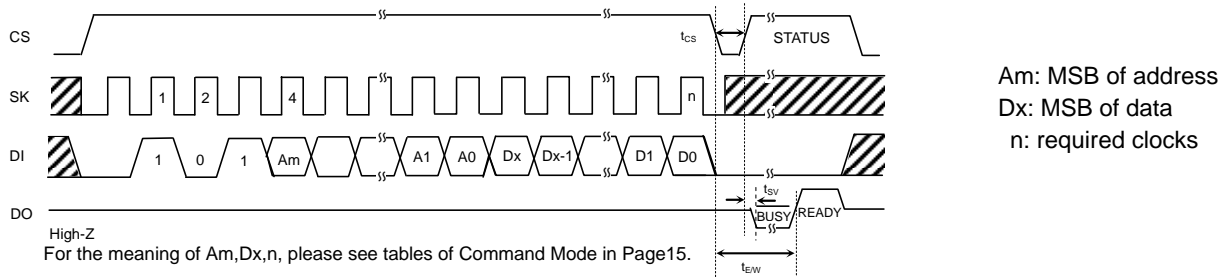 CS
tCS
STATUS
SK
1 2 4 n
DI
1 0 1 Am A1 A0 Dx Dx-1 D1 D0
tSV
DO
BUSY
READY
High-Z
For the meaning of Am,Dx,n, please see tables of Command Mode in Page15.
tE/W
Am: MSB of address
Dx: MSB of data
n: required clocks